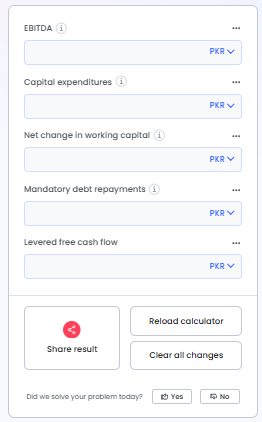 EBITDA
PKR
Capital expenditures
PKR
Net change in working capital
PKR
Mandatory debt repayments
PKR
Levered free cash flow
PKR
Share result
Reload calculator
Clear all changes
Did we solve your problem today? Yes No